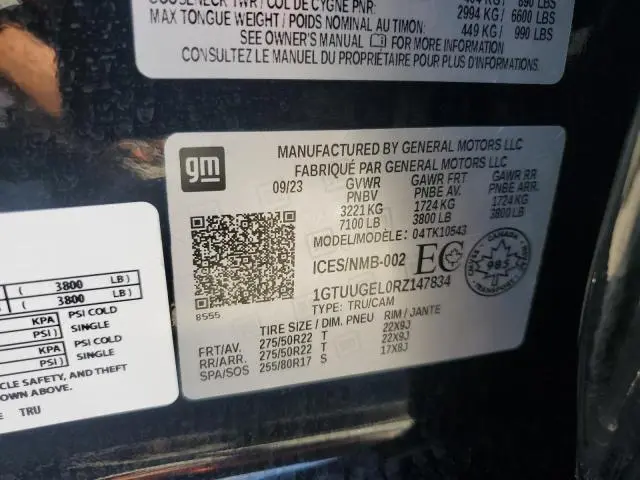 MAX TONGUE WEIGHT / POIDS NOMINAL AU TIMON: 449 KG/ 990 LBS
2994 KG / 6600 LBS
SEE OWNER'S MANUAL FOR MORE INFORMATION
CONSULTEZ LE MANUEL DU PROPRIÉTAIRE POUR PLUS DE RENSEIGNEMENTS.
gm
MANUFACTURED BY GENERAL MOTORS LLC
FABRIQUÉ PAR GENERAL MOTORS LLC
09/23 GVWR GAWR FRT GAWR RR
PNBV PNBE AV. PNBE ARR.
3221 KG 1724 KG 1724 KG
7100 LB 3800 LB 3800 LB
MODEL/MODÈLE: 04TK10543
ICES/NMB-002 EC
CANADA
985
1GTUUGEL0RZ147834
TYPE: TRU/CAM
8555
TIRE SIZE / DIM. PNEU RIM / JANTE
FRT/AV. 275/50R22 T 22X9J
RR/ARR. 275/50R22 T 22X9J
SPA/SOS 255/80R17 S 17X8J
( 3800 LB)
( 3800 LB)
KPA/ PSI COLD
PSI) SINGLE
KPA/ PSI COLD
PSI) SINGLE
CLE SAFETY, AND THEFT
OWN ABOVE.
E TRU